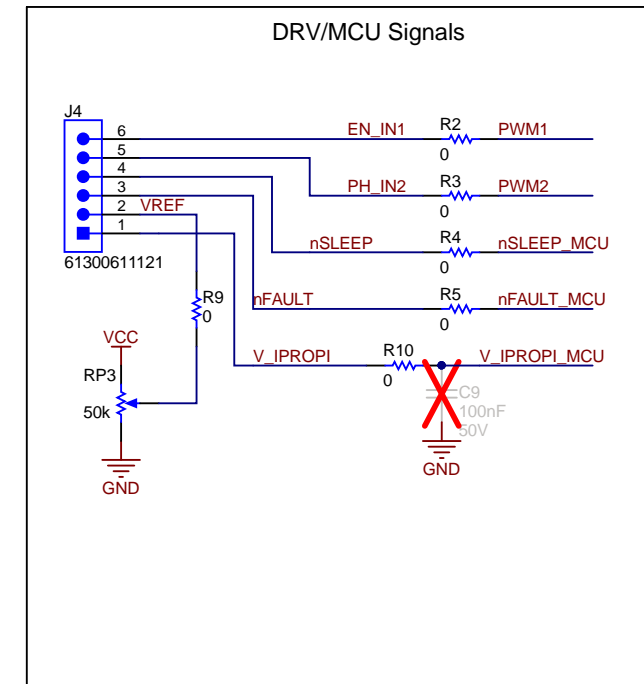 DRV/MCU Signals
J4
6
EN_IN1
R2
PWM1
0
5
4
PH_IN2
R3
PWM2
0
3
2
VREF
1
nSLEEP
R4
nSLEEP_MCU
0
61300611121
R9
0
nFAULT
R5
nFAULT_MCU
0
VCC
V_IPROPI
R10
V_IPROPI_MCU
0
RP3
50k
C9
100nF
50V
GND
GND